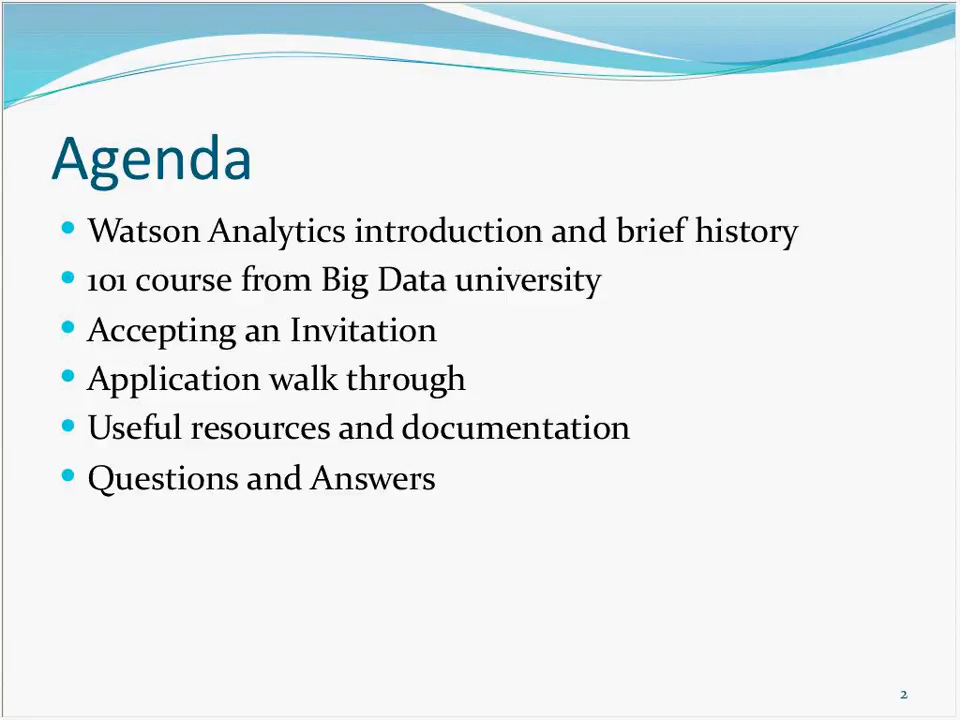 Agenda
• Watson Analytics introduction and brief history
• 101 course from Big Data university
• Accepting an Invitation
• Application walk through
• Useful resources and documentation
• Questions and Answers
2